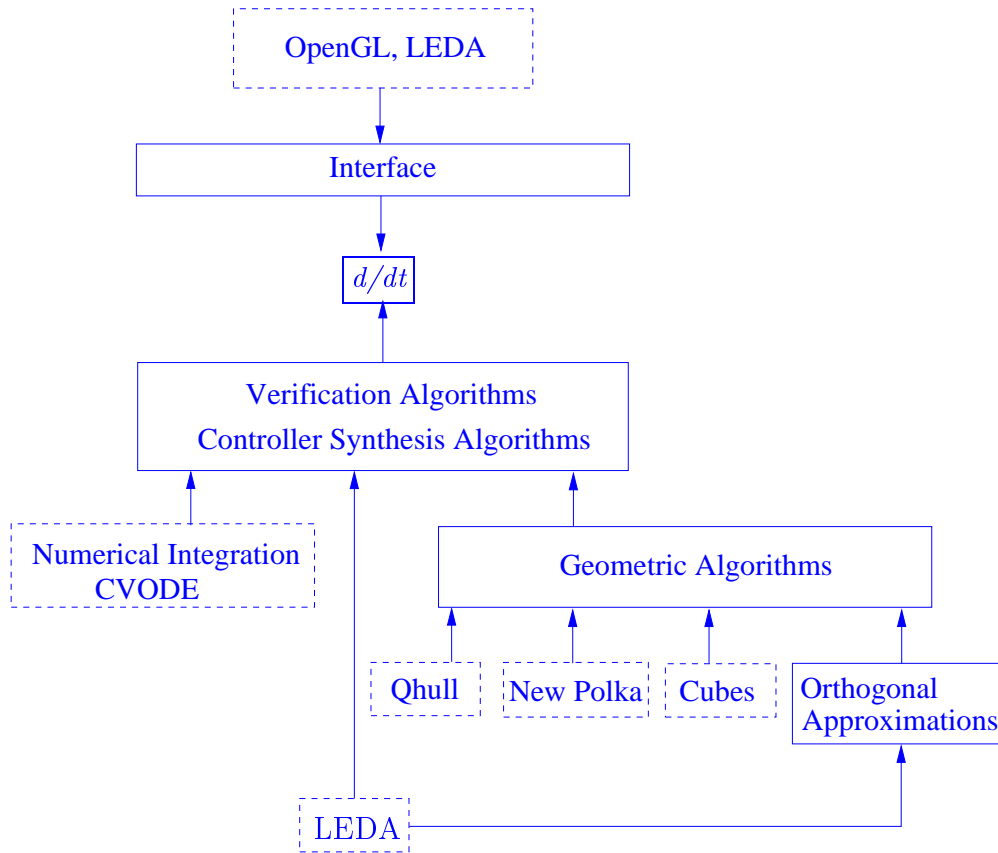 OpenGL, LEDA
Interface
d/dt
Verification Algorithms
Controller Synthesis Algorithms
Numerical Integration
CVODE
Geometric Algorithms
Qhull
New Polka
Cubes
Orthogonal
Approximations
LEDA